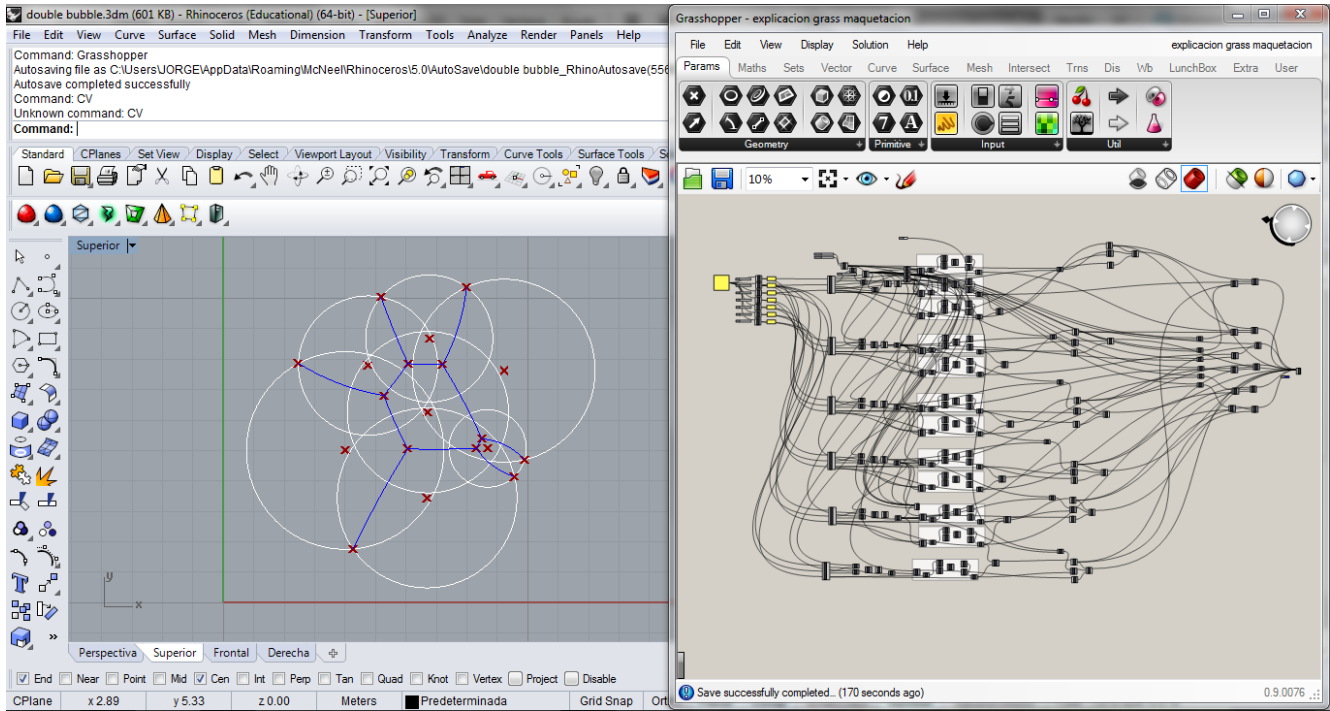 double bubble.3dm (601 KB) - Rhinoceros (Educational) (64-bit) - [Superior]
File Edit View Curve Surface Solid Mesh Dimension Transform Tools Analyze Render Panels Help
Command: Grasshopper
Autosaving file as C:\Users\JORGE\AppData\Roaming\McNeel\Rhinoceros\5.0\AutoSave\double bubble_RhinoAutosave(556
Autosave completed successfully
Command: CV
Unknown command: CV
Command:
Standard CPlanes Set View Display Select Viewport Layout Visibility Transform Curve Tools Surface Tools
Superior
y
x
Perspectiva Superior Frontal Derecha
End Near Point Mid Cen Int Perp Tan Quad Knot Vertex Project Disable
CPlane x 2.89 y 5.33 z 0.00 Meters Predeterminada Grid Snap Ort
Grasshopper - explicacion grass maquetacion
File Edit View Display Solution Help explicacion grass maquetacion
Params Maths Sets Vector Curve Surface Mesh Intersect Trns Dis Wb LunchBox Extra User
Geometry Primitive Input Util
10%
Save successfully completed... (170 seconds ago) 0.9.0076